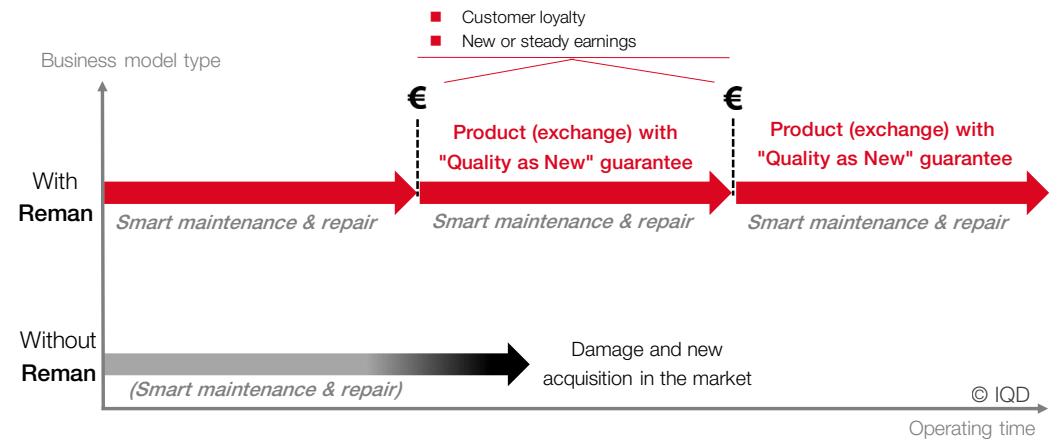 Customer loyalty
New or steady earnings
Business model type
€
€
Product (exchange) with
"Quality as New" guarantee
Product (exchange) with
"Quality as New" guarantee
With
Reman
Smart maintenance & repair
Smart maintenance & repair
Smart maintenance & repair
Without
Reman
Damage and new
acquisition in the market
(Smart maintenance & repair)
© IQD
Operating time